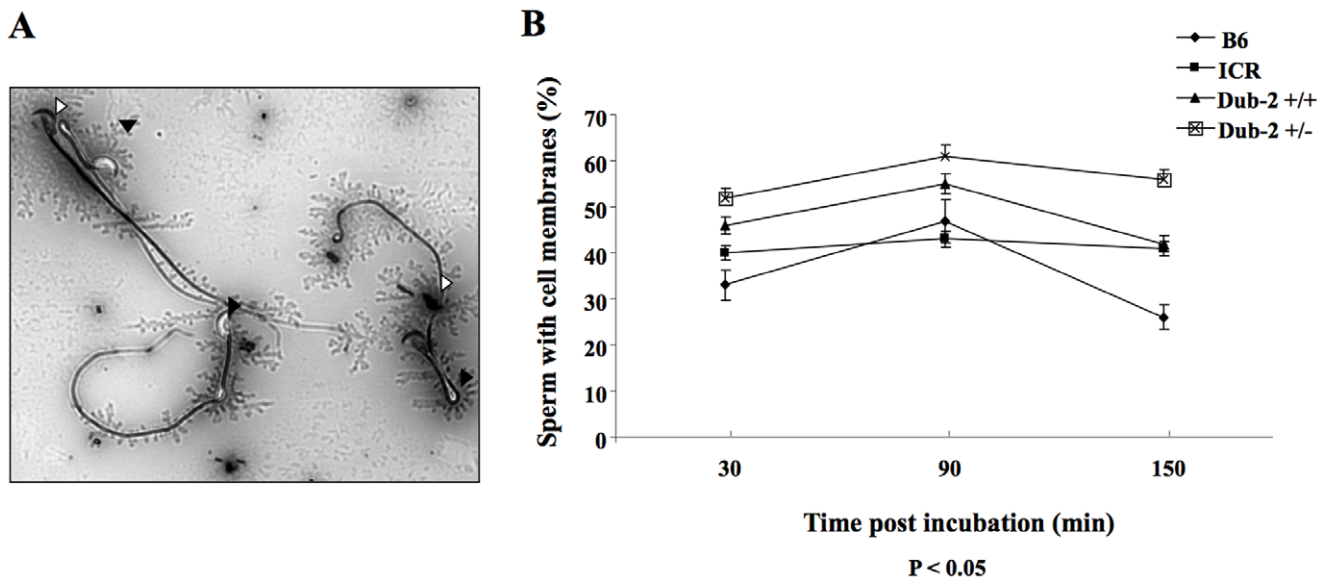 A
B
B6
ICR
Dub-2 +/+
Dub-2 +/-
Sperm with cell membranes (%)
70
60
50
40
30
20
10
0
30
90
150
Time post incubation (min)
P < 0.05